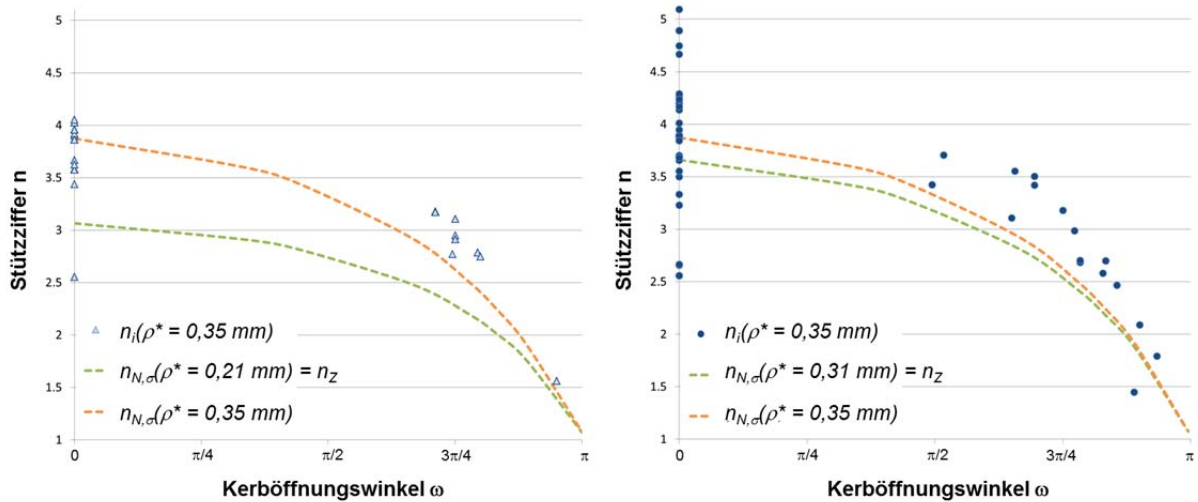 5
4.5
4
3.5
3
2.5
2
1.5
1
Stützziffer n
nᵢ(ρ* = 0,35 mm)
n_N,σ(ρ* = 0,21 mm) = n_Z
n_N,σ(ρ* = 0,35 mm)
0 π/4 π/2 3π/4 π
Kerböffnungswinkel ω
5
4.5
4
3.5
3
2.5
2
1.5
1
Stützziffer n
nᵢ(ρ* = 0,35 mm)
n_N,σ(ρ* = 0,31 mm) = n_Z
n_N,σ(ρ. = 0,35 mm)
0 π/4 π/2 3π/4 π
Kerböffnungswinkel ω